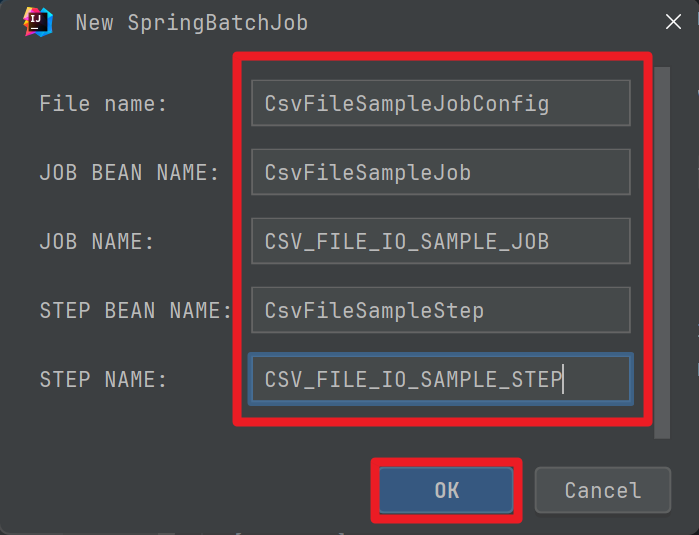 New SpringBatchJob
File name: CsvFileSampleJobConfig
JOB BEAN NAME: CsvFileSampleJob
JOB NAME: CSV_FILE_IO_SAMPLE_JOB
STEP BEAN NAME: CsvFileSampleStep
STEP NAME: CSV_FILE_IO_SAMPLE_STEP
OK Cancel